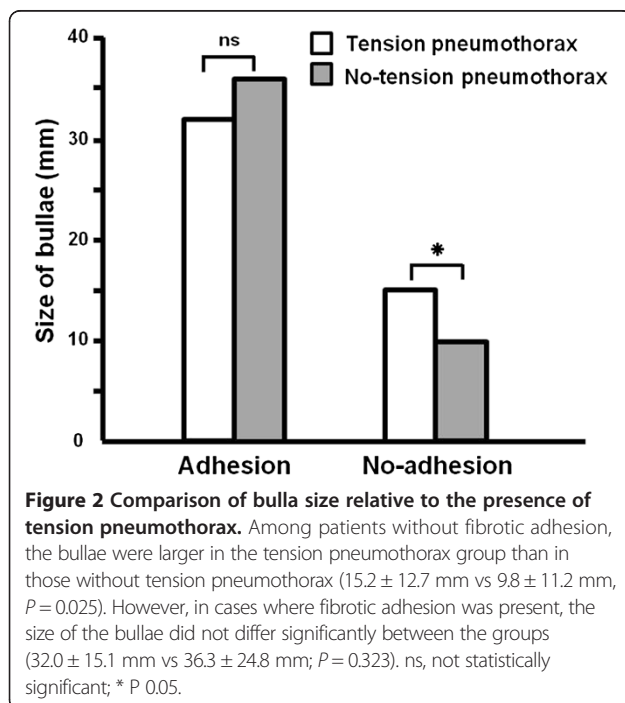 40
30
20
10
0
Size of bullae (mm)
ns
Tension pneumothorax
No-tension pneumothorax
*
Adhesion
No-adhesion
Figure 2 Comparison of bulla size relative to the presence of
tension pneumothorax. Among patients without fibrotic adhesion,
the bullae were larger in the tension pneumothorax group than in
those without tension pneumothorax (15.2 ± 12.7 mm vs 9.8 ± 11.2 mm,
P = 0.025). However, in cases where fibrotic adhesion was present, the
size of the bullae did not differ significantly between the groups
(32.0 ± 15.1 mm vs 36.3 ± 24.8 mm; P = 0.323). ns, not statistically
significant; * P 0.05.